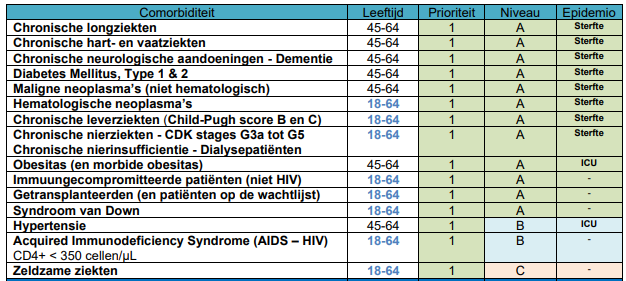 Comorbiditeit Leeftijd Prioriteit Niveau Epidemio
Chronische longziekten 45-64 1 A Sterfte
Chronische hart- en vaatziekten 45-64 1 A Sterfte
Chronische neurologische aandoeningen - Dementie 45-64 1 A Sterfte
Diabetes Mellitus, Type 1 & 2 45-64 1 A Sterfte
Maligne neoplasma's (niet hematologisch) 45-64 1 A Sterfte
Hematologische neoplasma's 18-64 1 A Sterfte
Chronische leverziekten (Child-Pugh score B en C) 18-64 1 A Sterfte
Chronische nierziekten - CDK stages G3a tot G5 18-64 1 A Sterfte
Chronische nierinsufficientie - Dialysepatiënten
Obesitas (en morbide obesitas) 45-64 1 A ICU
Immuungecompromitteerde patiënten (niet HIV) 18-64 1 A -
Getransplanteerden (en patiënten op de wachtlijst) 18-64 1 A -
Syndroom van Down 18-64 1 A -
Hypertensie 45-64 1 B ICU
Acquired Immunodeficiency Syndrome (AIDS – HIV) 18-64 1 B -
CD4+ < 350 cellen/µL
Zeldzame ziekten 18-64 1 C -